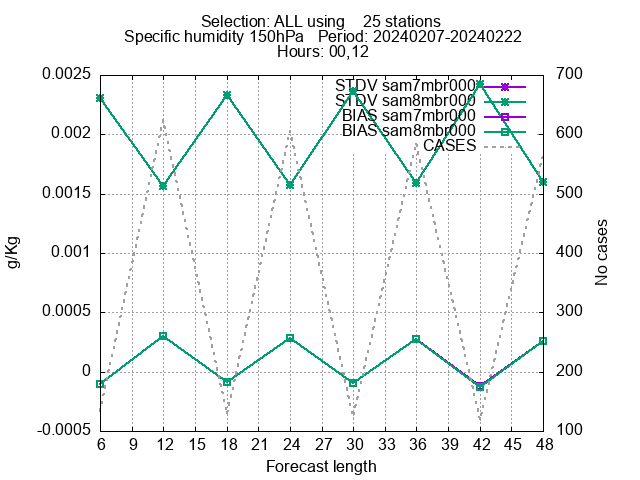 Selection: ALL using    25 stations
Specific humidity 150hPa   Period: 20240207-20240222
Hours: 00,12
STDV sam7mbr000
STDV sam8mbr000
BIAS sam7mbr000
BIAS sam8mbr000
CASES
0.0025
0.002
0.0015
0.001
0.0005
0
-0.0005
g/Kg
700
600
500
400
300
200
100
No cases
6 9 12 15 18 21 24 27 30 33 36 39 42 45 48
Forecast length